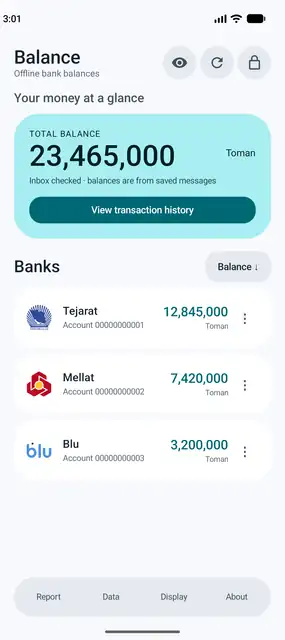 3:01
Balance
Offline bank balances
Your money at a glance
TOTAL BALANCE
23,465,000
Toman
Inbox checked · balances are from saved messages
View transaction history
Banks
Balance ↓
Tejarat
12,845,000
Account 00000000001
Toman
Mellat
7,420,000
Account 00000000002
Toman
blu
Blu
3,200,000
Account 00000000003
Toman
Report Data Display About